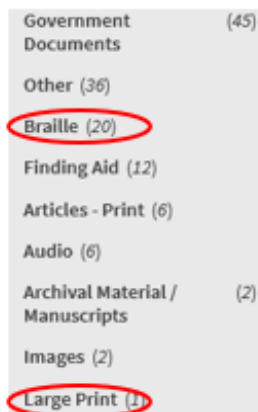 Government (45)
Documents
Other (36)
Braille (20)
Finding Aid (12)
Articles - Print (6)
Audio (6)
Archival Material / (2)
Manuscripts
Images (2)
Large Print (1)